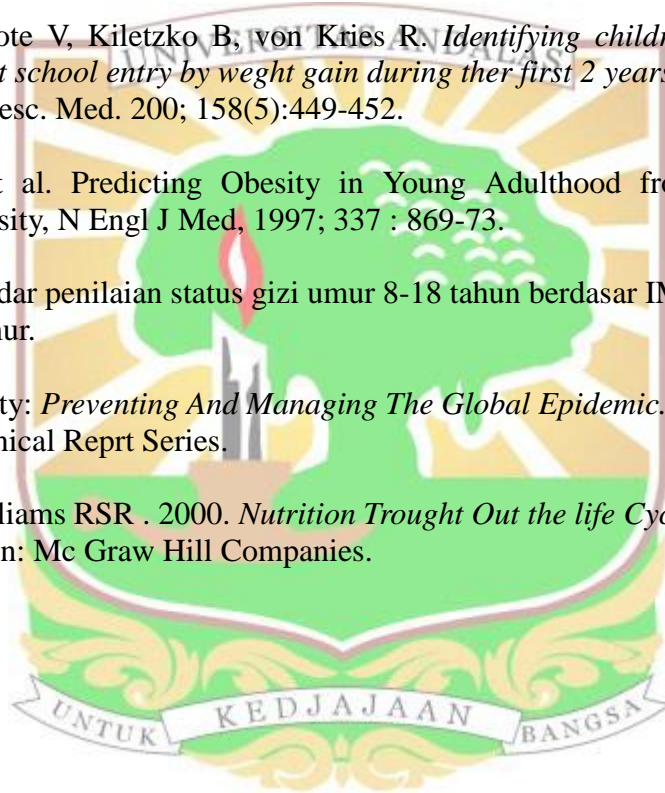 UNIVERSITAS ANDALAS
ote V, Kiletzko B, von Kries R. Identifying childr
t school entry by weght gain during ther first 2 years
esc. Med. 200; 158(5):449-452.
t al. Predicting Obesity in Young Adulthood fro
sity, N Engl J Med, 1997; 337 : 869-73.
dar penilaian status gizi umur 8-18 tahun berdasar IM
nur.
ty: Preventing And Managing The Global Epidemic.
nical Reprt Series.
liams RSR . 2000. Nutrition Trought Out the life Cyc
n: Mc Graw Hill Companies.
UNTUK KEDJAJAAN BANGSA